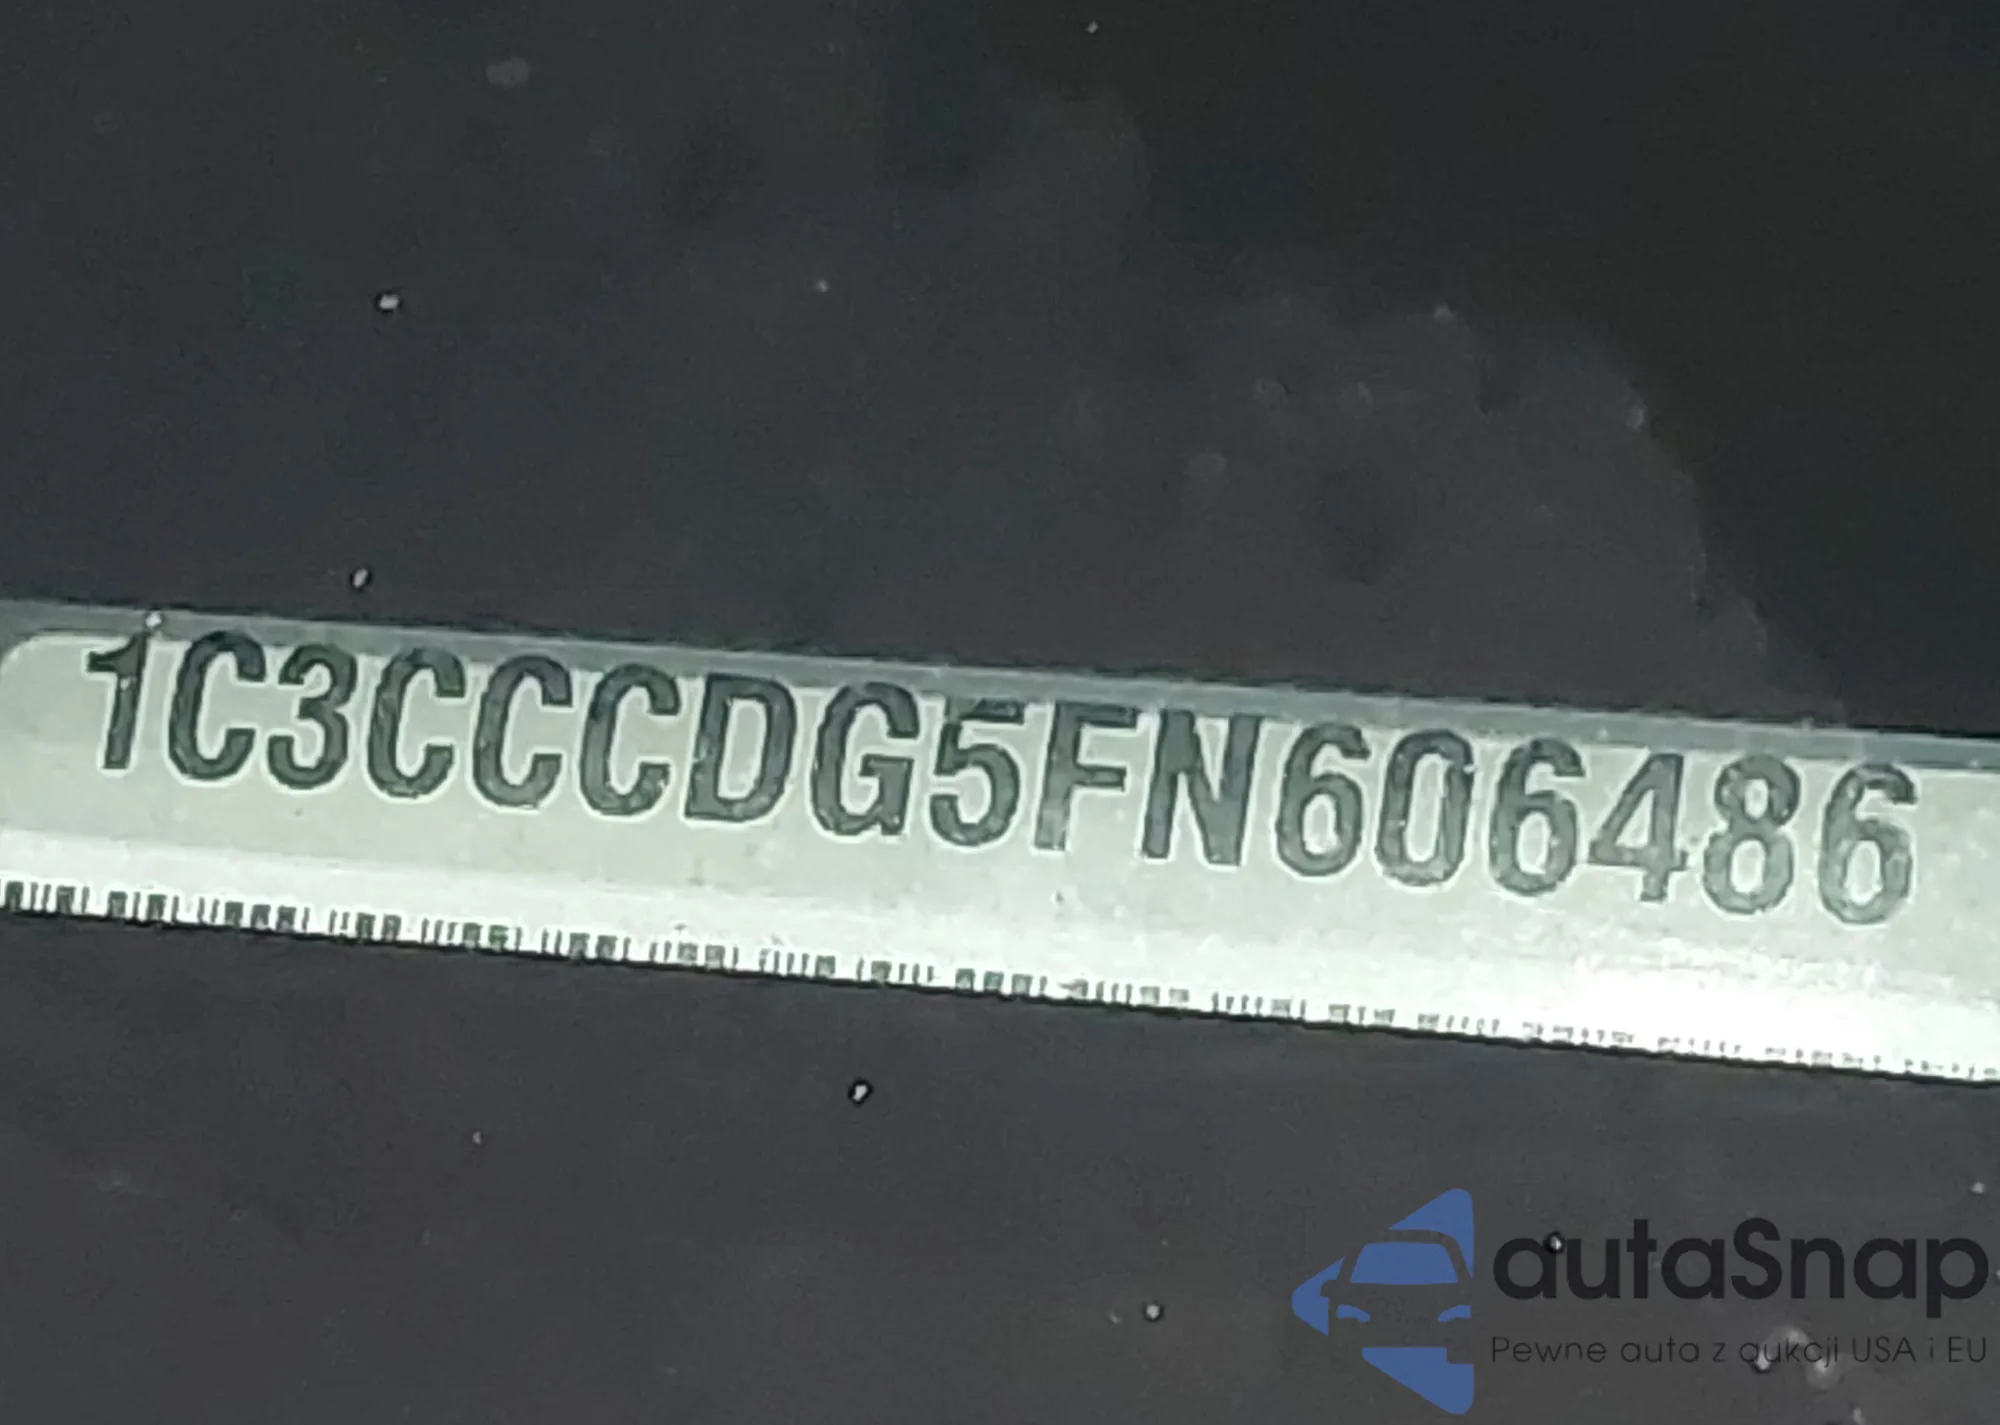 1C3CCCDG5FN606486
autaSnap
Pewne auta z aukcji USA i EU